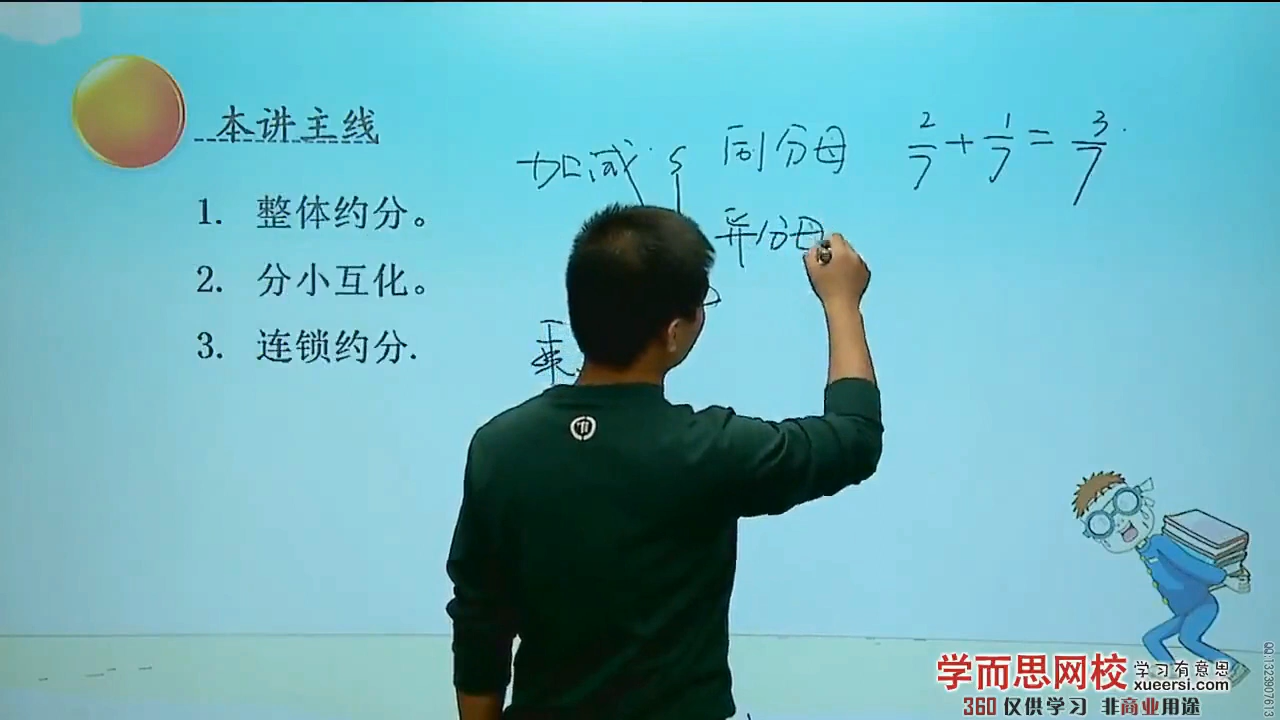 本讲主线
1. 整体约分。
2. 分小互化。
3. 连锁约分.
加减 同分母 2/7+1/7=3/7
异分母
乘
学而思网校 学习有意思
xueersi.com
360 仅供学习 非商业用途
QQ1323907613